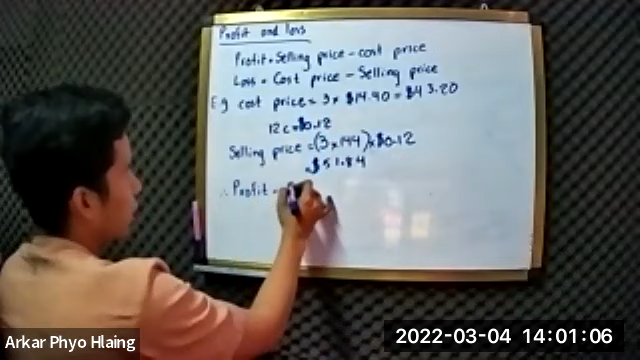 Profit and loss
Profit = Selling price - cost price
Loss = Cost price - Selling price
E.g cost price = 3 × $14.40 = $43.20
12c = $0.12
Selling price = (3 × 144) × $0.12
$51.84
∴ Profit =
Arkar Phyo Hlaing
2022-03-04 14:01:06